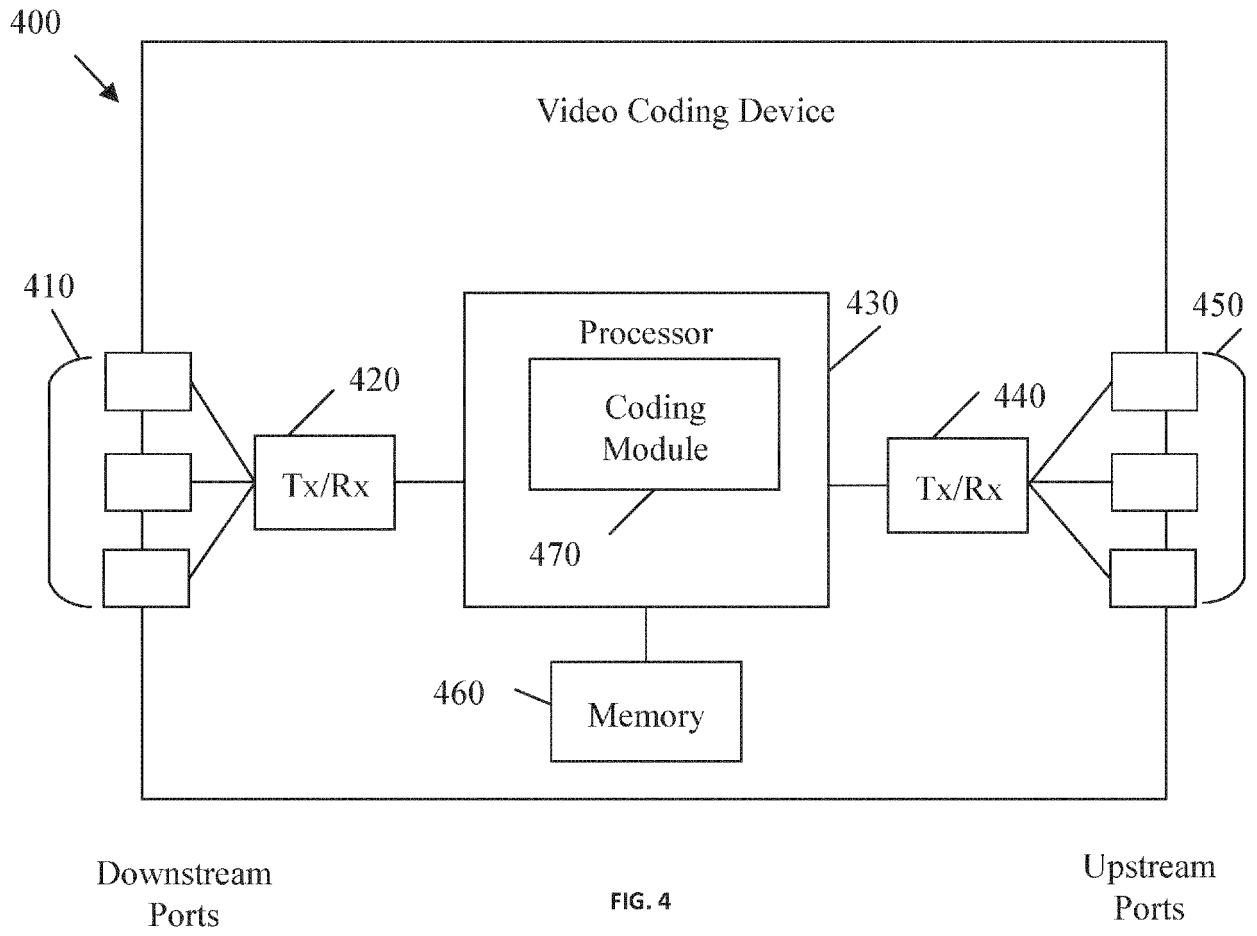 400
Video Coding Device
410
430
450
Processor
420
440
Coding
Module
Tx/Rx
Tx/Rx
470
460
Memory
Downstream
Ports
Upstream
Ports
FIG. 4